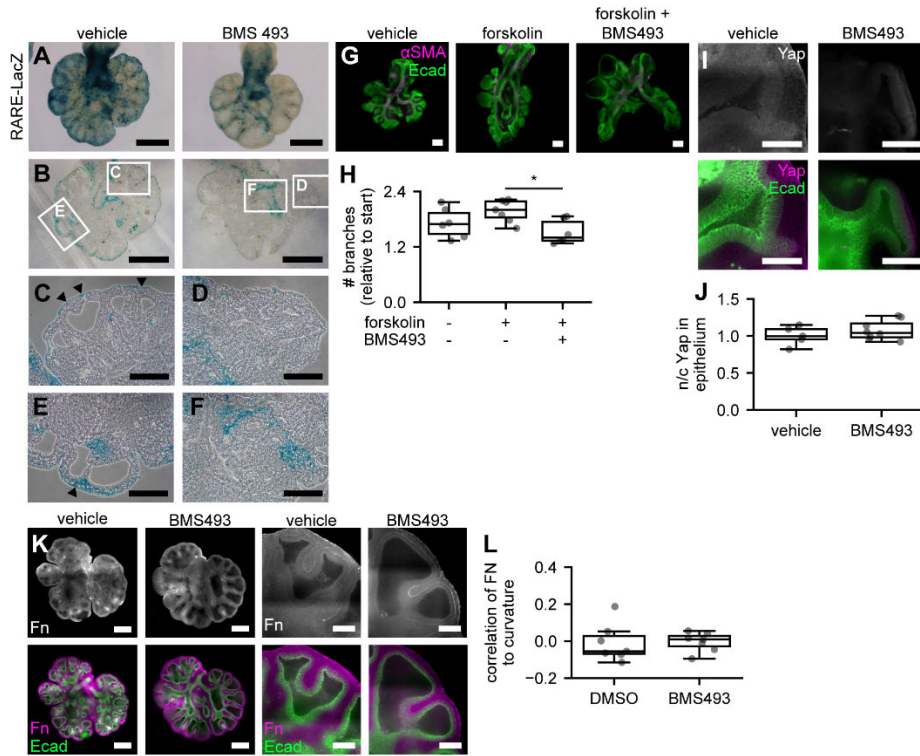 vehicle
BMS 493
RARE-LacZ
A
B
C
D
E
F
C
D
E
F
vehicle
forskolin
forskolin +
BMS493
G
αSMA
Ecad
H
# branches
(relative to start)
2.4
1.2
0.0
forskolin
- + +
BMS493
- - +
*
vehicle
BMS493
I
Yap
Yap
Ecad
J
n/c Yap in
epithelium
1.5
1.0
0.5
0.0
vehicle
BMS493
vehicle
BMS493
vehicle
BMS493
K
Fn
Fn
Fn
Ecad
Fn
Ecad
L
correlation of FN
to curvature
0.4
0.2
0.0
−0.2
DMSO
BMS493